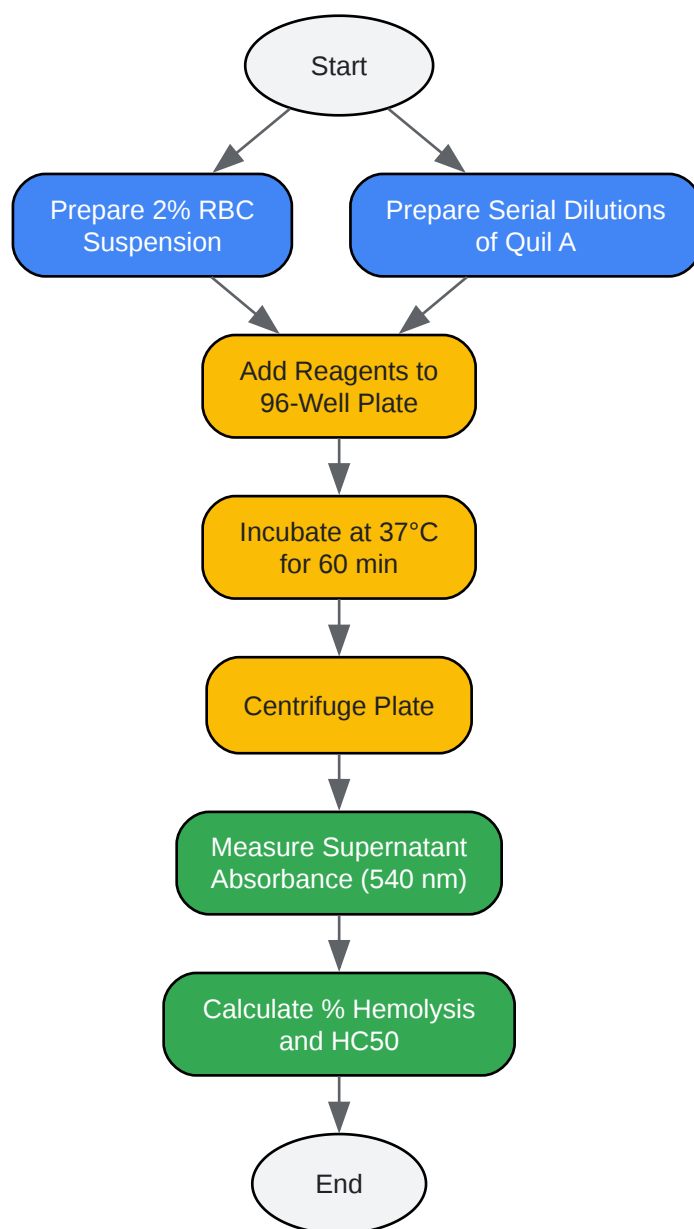 Start
Prepare 2% RBC
Suspension
Prepare Serial Dilutions
of Quil A
Add Reagents to
96-Well Plate
Incubate at 37°C
for 60 min
Centrifuge Plate
Measure Supernatant
Absorbance (540 nm)
Calculate % Hemolysis
and HC50
End